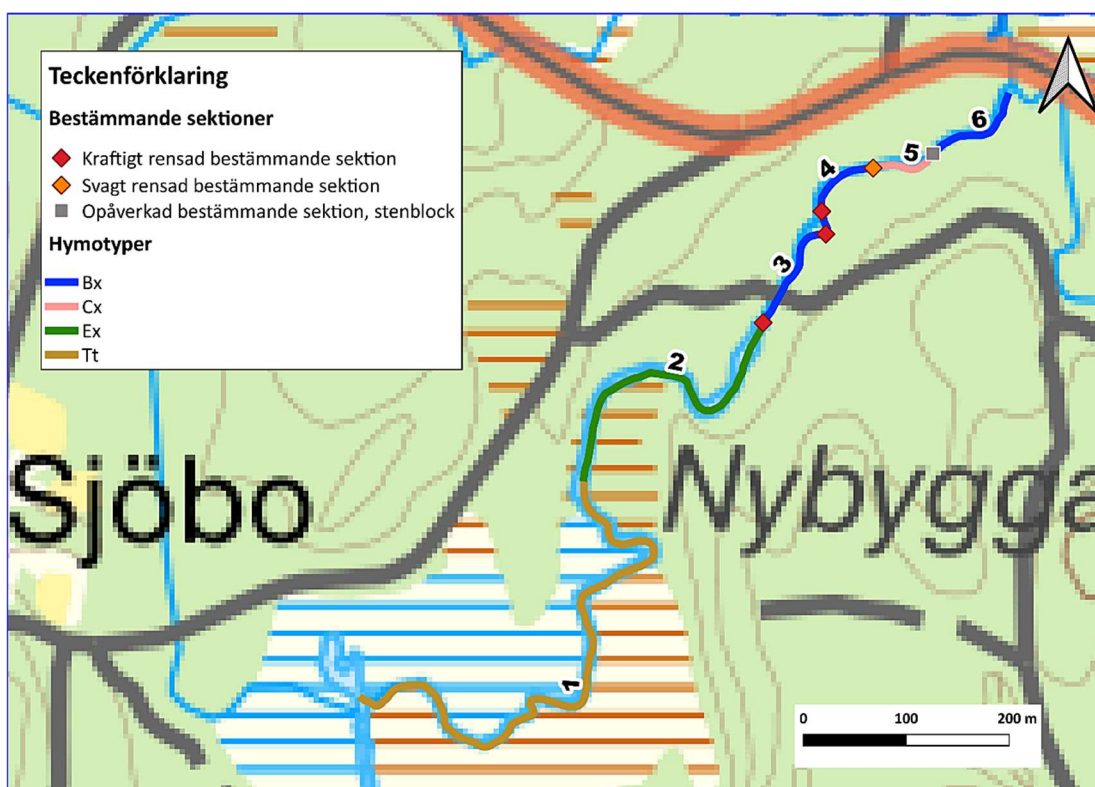 Teckenförklaring
Bestämmande sektioner
Kraftigt rensad bestämmande sektion
Svagt rensad bestämmande sektion
Opåverkad bestämmande sektion, stenblock
Hymotyper
Bx
Cx
Ex
Tt
6
5
4
3
2
Sjöbo
Nybygga
1
0 100 200 m